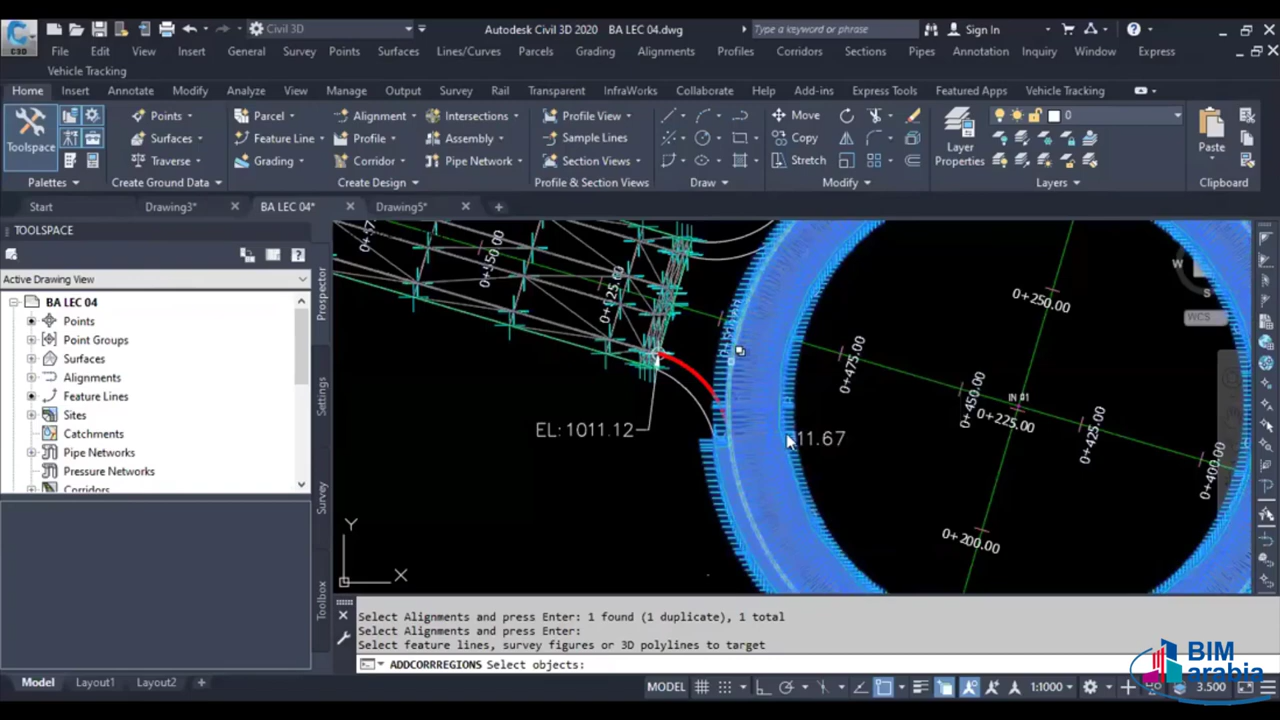 C3D
Civil 3D
Autodesk Civil 3D 2020 BA LEC 04.dwg
Type a keyword or phrase
Sign In
File Edit View Insert General Survey Points Surfaces Lines/Curves Parcels Grading Alignments Profiles Corridors Sections Pipes Annotation Inquiry Window Express
Vehicle Tracking
Home Insert Annotate Modify Analyze View Manage Output Survey Rail Transparent InfraWorks Collaborate Help Add-ins Express Tools Featured Apps Vehicle Tracking
Points Parcel Alignment Intersections Profile View Move 0
Toolspace Surfaces Feature Line Profile Assembly Sample Lines Copy Layer Properties Paste
Traverse Grading Corridor Pipe Network Section Views Stretch
Palettes Create Ground Data Create Design Profile & Section Views Draw Modify Layers Clipboard
Start Drawing3* BA LEC 04* Drawing5*
TOOLSPACE
Active Drawing View
BA LEC 04
Points
Point Groups
Surfaces
Alignments
Feature Lines
Sites
Catchments
Pipe Networks
Pressure Networks
Corridors
Prospector
Settings
Survey
Toolbox
0+550.00
0+525.00
0+250.00
0+475.00
0+450.00
IN 01
0+225.00
0+425.00
0+400.00
0+200.00
EL: 1011.12
11.67
W
S
WCS
Y
X
Select Alignments and press Enter: 1 found (1 duplicate), 1 total
Select Alignments and press Enter:
Select feature lines, survey figures or 3D polylines to target
ADDCORRREGIONS Select objects:
Model Layout1 Layout2
MODEL 1:1000 3.500
BIM
arabia